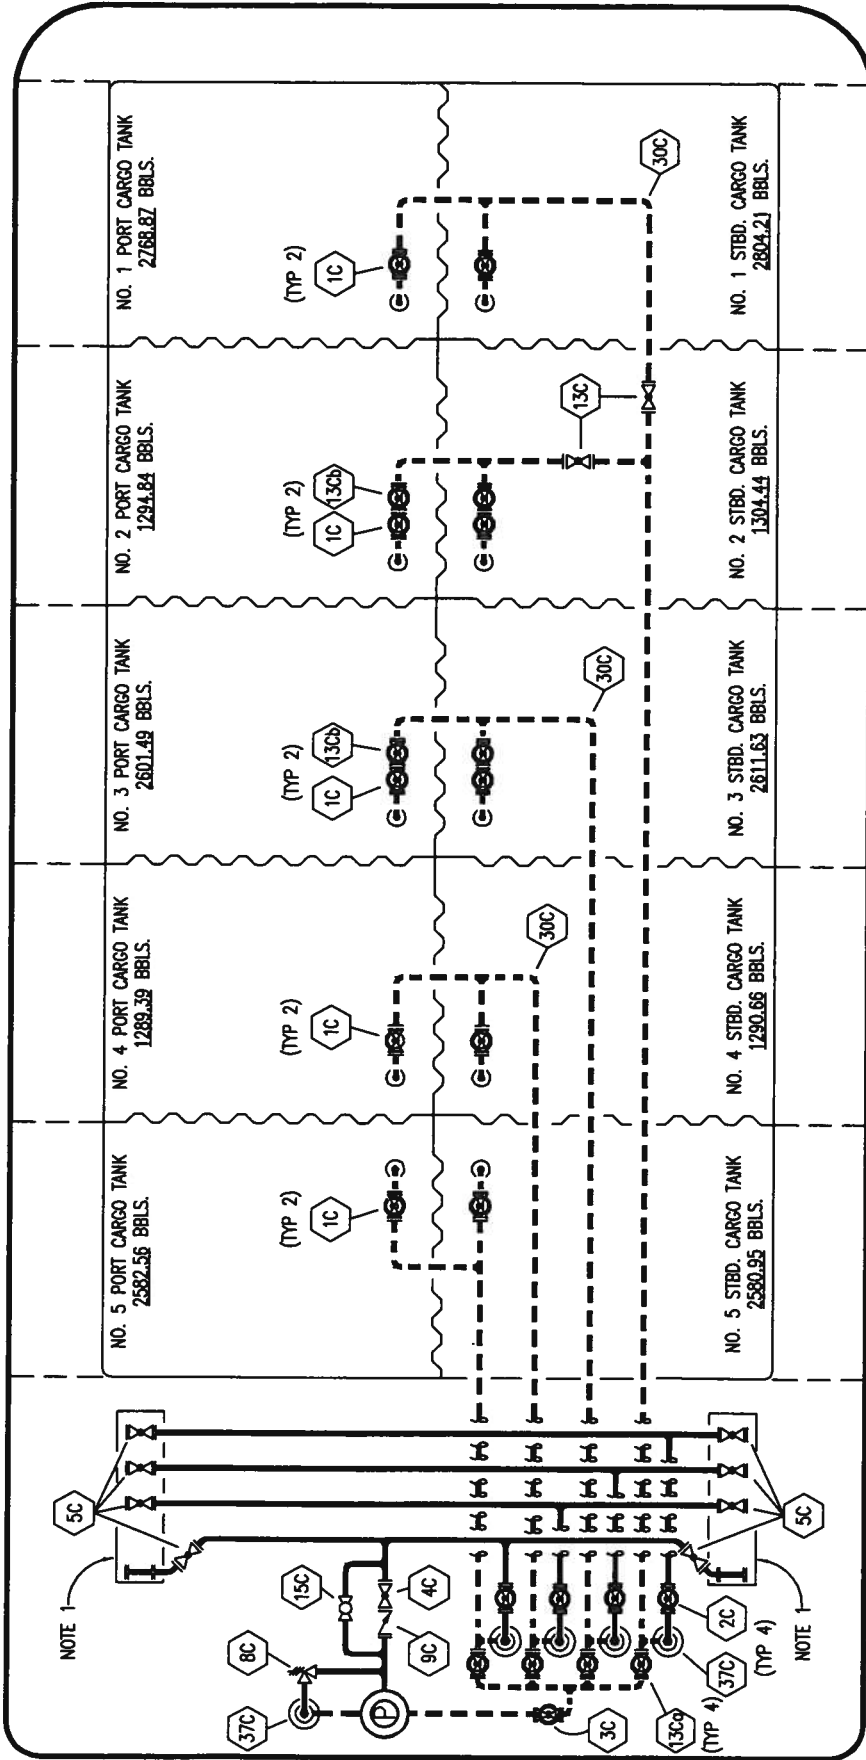 NO. 5 PORT CARGO TANK
2582.56 BBLS.
NO. 4 PORT CARGO TANK
1289.39 BBLS.
NO. 3 PORT CARGO TANK
2601.49 BBLS.
NO. 2 PORT CARGO TANK
1294.84 BBLS.
NO. 1 PORT CARGO TANK
2768.87 BBLS.
NOTE 1
5C
(TYP 2)
1C
(TYP 2)
1C
(TYP 2)
1C
13Cb
(TYP 2)
1C
13Cb
(TYP 2)
1C
37C
8C
15C
9C
4C
P
3C
13Ca
(TYP 4)
37C
2C
(TYP 4)
NOTE 1
5C
30C
30C
13C
30C
NO. 5 STBD. CARGO TANK
2580.95 BBLS.
NO. 4 STBD. CARGO TANK
1290.66 BBLS.
NO. 3 STBD. CARGO TANK
2611.63 BBLS.
NO. 2 STBD. CARGO TANK
1304.44 BBLS.
NO. 1 STBD. CARGO TANK
2804.21 BBLS.